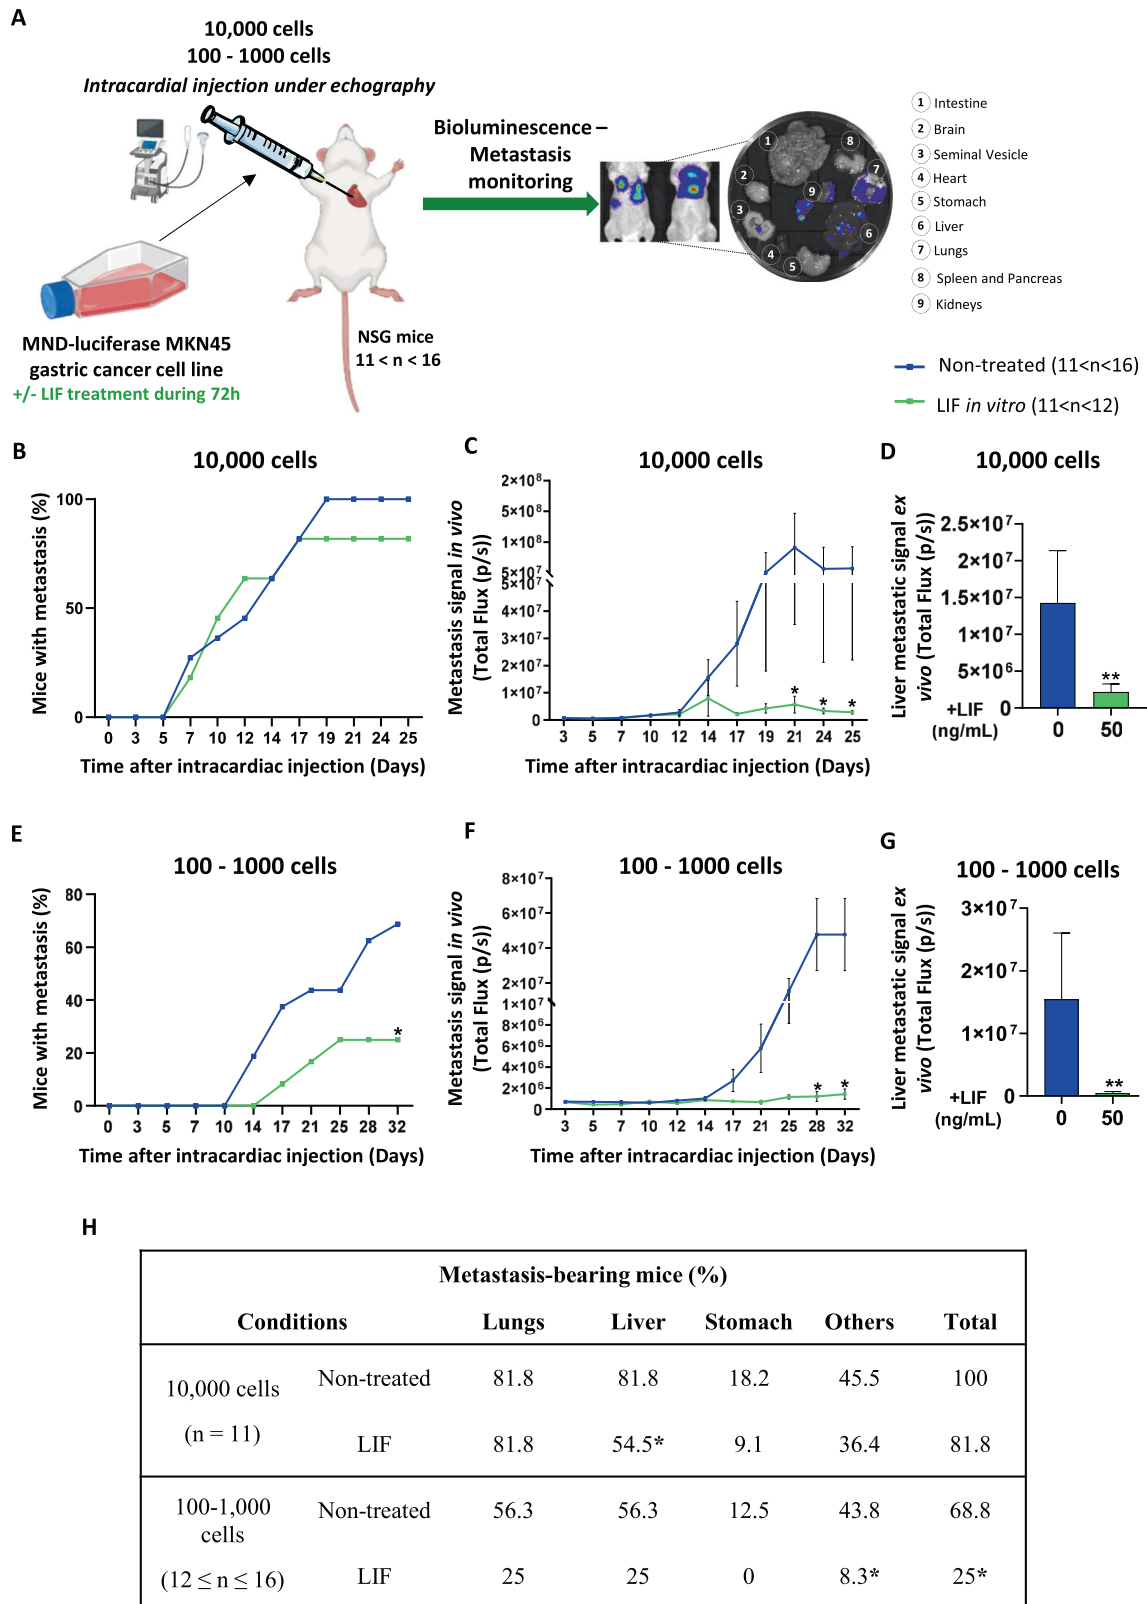 A
10,000 cells
100 - 1000 cells
Intracardial injection under echography
Bioluminescence –
Metastasis
monitoring
MND-luciferase MKN45
gastric cancer cell line
+/- LIF treatment during 72h
NSG mice
11 < n < 16
1
2
3
4
5
6
7
8
9
1 Intestine
2 Brain
3 Seminal Vesicle
4 Heart
5 Stomach
6 Liver
7 Lungs
8 Spleen and Pancreas
9 Kidneys
Non-treated (11<n<16)
LIF in vitro (11<n<12)
B
10,000 cells
Mice with metastasis (%)
100
50
0
0 3 5 7 10 12 14 17 19 21 24 25
Time after intracardiac injection (Days)
C
10,000 cells
Metastasis signal in vivo
(Total Flux (p/s))
2×10⁸
5×10⁸
1×10⁸
5×10⁷
5×10⁷
4×10⁷
3×10⁷
2×10⁷
1×10⁷
0
* * *
3 5 7 10 12 14 17 19 21 24 25
Time after intracardiac injection (Days)
D
10,000 cells
Liver metastatic signal ex
vivo (Total Flux (p/s))
2.5×10⁷
2×10⁷
1.5×10⁷
1×10⁷
5×10⁶
0
**
+LIF
(ng/mL)
0 50
E
100 - 1000 cells
Mice with metastasis (%)
80
60
40
20
0
*
0 3 5 7 10 14 17 21 25 28 32
Time after intracardiac injection (Days)
F
100 - 1000 cells
Metastasis signal in vivo
(Total Flux (p/s))
8×10⁷
6×10⁷
4×10⁷
2×10⁷
1×10⁷
8×10⁶
6×10⁶
4×10⁶
2×10⁶
0
* *
3 5 7 10 12 14 17 21 25 28 32
Time after intracardiac injection (Days)
G
100 - 1000 cells
Liver metastatic signal ex
vivo (Total Flux (p/s))
3×10⁷
2×10⁷
1×10⁷
0
**
+LIF
(ng/mL)
0 50
H
Metastasis-bearing mice (%)
Conditions Lungs Liver Stomach Others Total
10,000 cells
(n = 11)
Non-treated 81.8 81.8 18.2 45.5 100
LIF 81.8 54.5* 9.1 36.4 81.8
100-1,000
cells
(12 ≤ n ≤ 16)
Non-treated 56.3 56.3 12.5 43.8 68.8
LIF 25 25 0 8.3* 25*